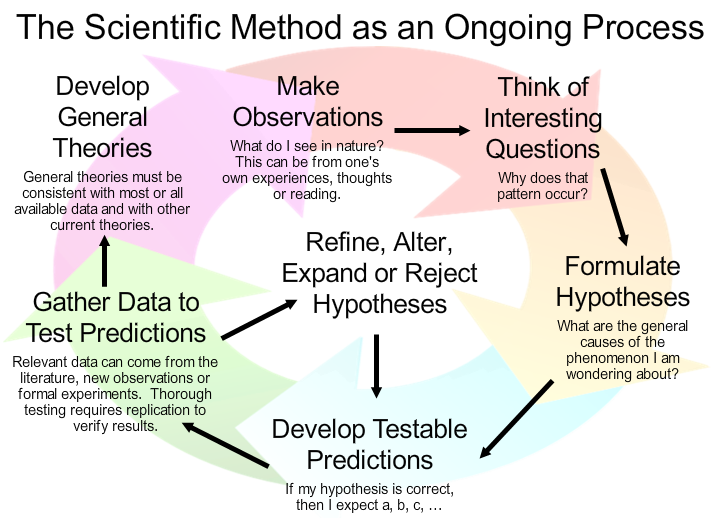 The Scientific Method as an Ongoing Process
Make
Observations
What do I see in nature?
This can be from one's
own experiences, thoughts
or reading.
Think of
Interesting
Questions
Why does that
pattern occur?
Formulate
Hypotheses
What are the general
causes of the
phenomenon I am
wondering about?
Develop Testable
Predictions
If my hypothesis is correct,
then I expect a, b, c, …
Gather Data to
Test Predictions
Relevant data can come from the
literature, new observations or
formal experiments.  Thorough
testing requires replication to
verify results.
Refine, Alter,
Expand or Reject
Hypotheses
Develop
General
Theories
General theories must be
consistent with most or all
available data and with other
current theories.